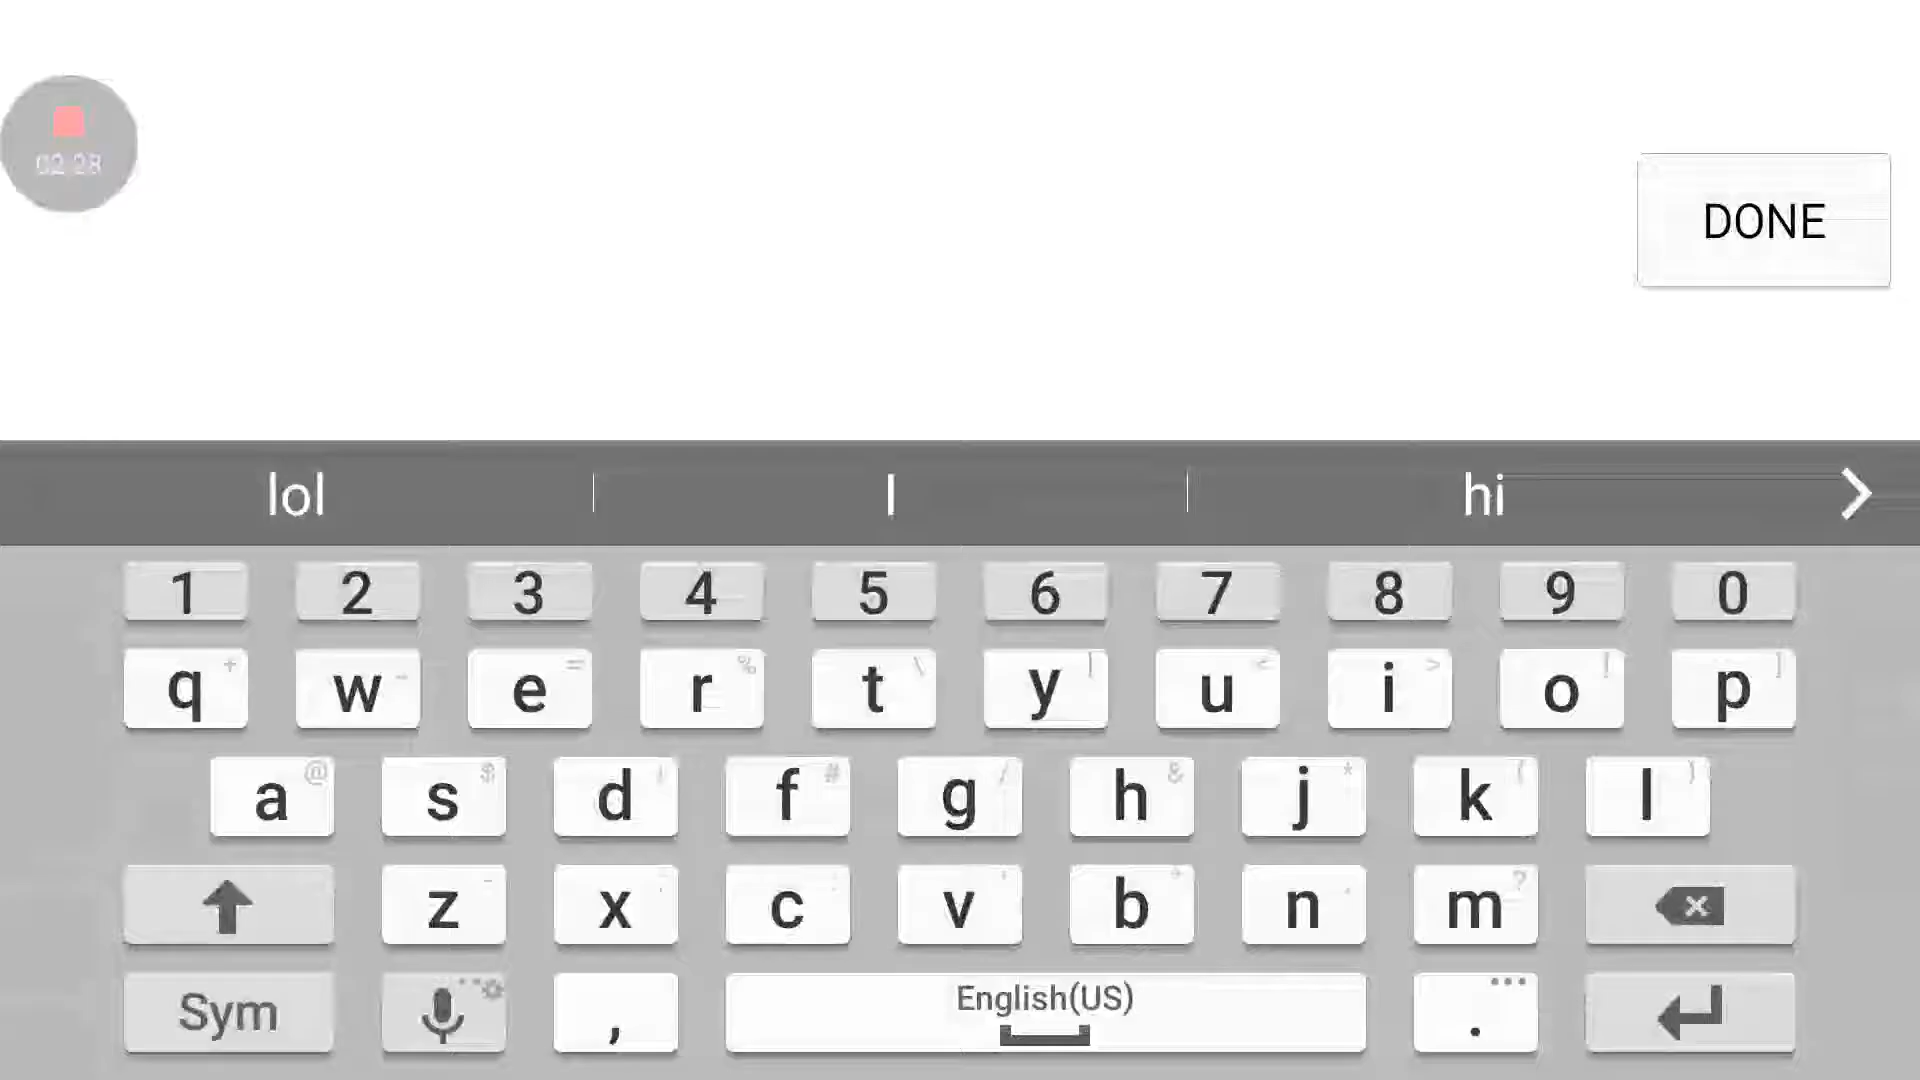 02:28
DONE
lol I hi
1 2 3 4 5 6 7 8 9 0
q + w - e = r % t \ y | u < i > o [ p ]
a @ s $ d ! f # g / h & j * k ( l )
z x c v b n m ?
Sym , English(US) .